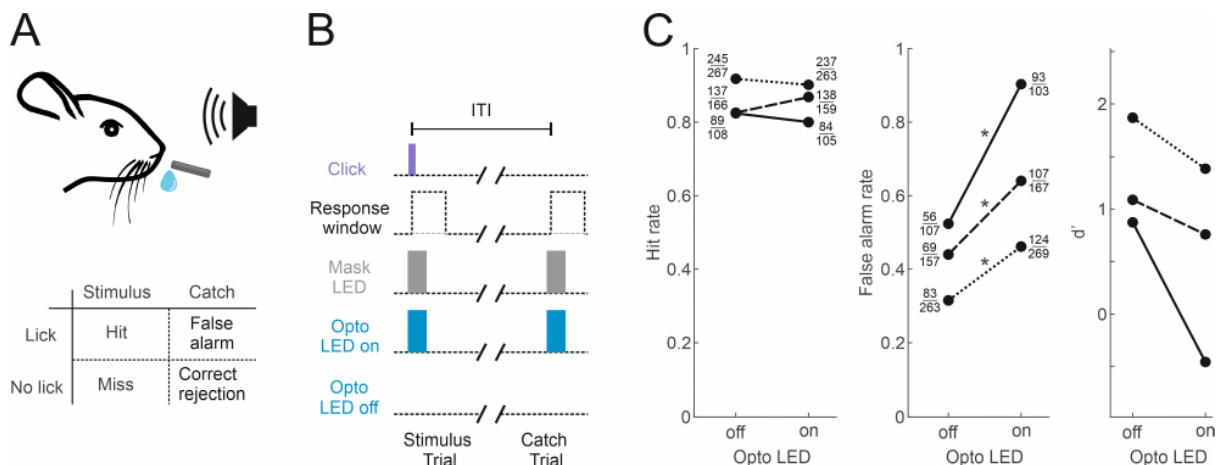 A
Stimulus Catch
Lick Hit False
alarm
No lick Miss Correct
rejection
B
ITI
Click
Response
window
Mask
LED
Opto
LED on
Opto
LED off
Stimulus
Trial
Catch
Trial
C
Hit rate
1
0.8
0.6
0.4
0.2
0
245
267
137
166
89
108
237
263
138
159
84
105
off on
Opto LED
False alarm rate
1
0.8
0.6
0.4
0.2
0
56
107
69
157
83
263
93
103
107
167
124
269
*
*
*
off on
Opto LED
d'
2
1
0
off on
Opto LED